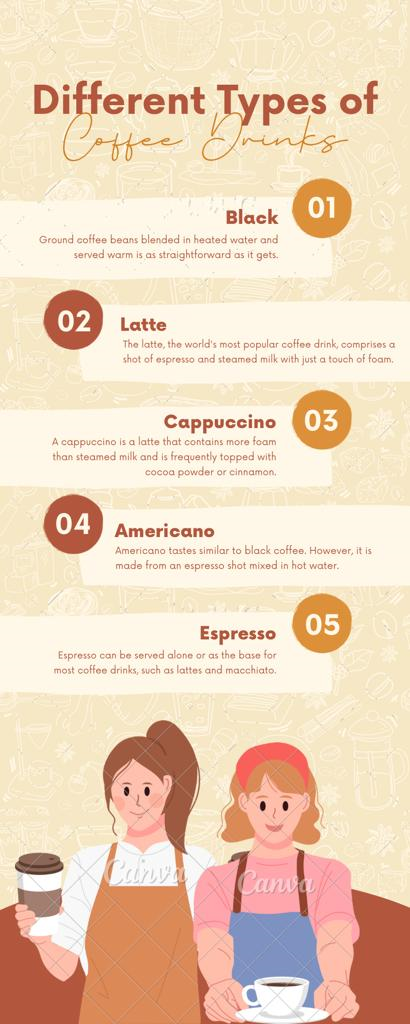 Different Types of
Coffee Drinks
01
Black
Ground coffee beans blended in heated water and
served warm is as straightforward as it gets.
02
Latte
The latte, the world's most popular coffee drink, comprises a
shot of espresso and steamed milk with just a touch of foam.
03
Cappuccino
A cappuccino is a latte that contains more foam
than steamed milk and is frequently topped with
cocoa powder or cinnamon.
04
Americano
Americano tastes similar to black coffee. However, it is
made from an espresso shot mixed in hot water.
05
Espresso
Espresso can be served alone or as the base for
most coffee drinks, such as lattes and macchiato.
Canva
Canva